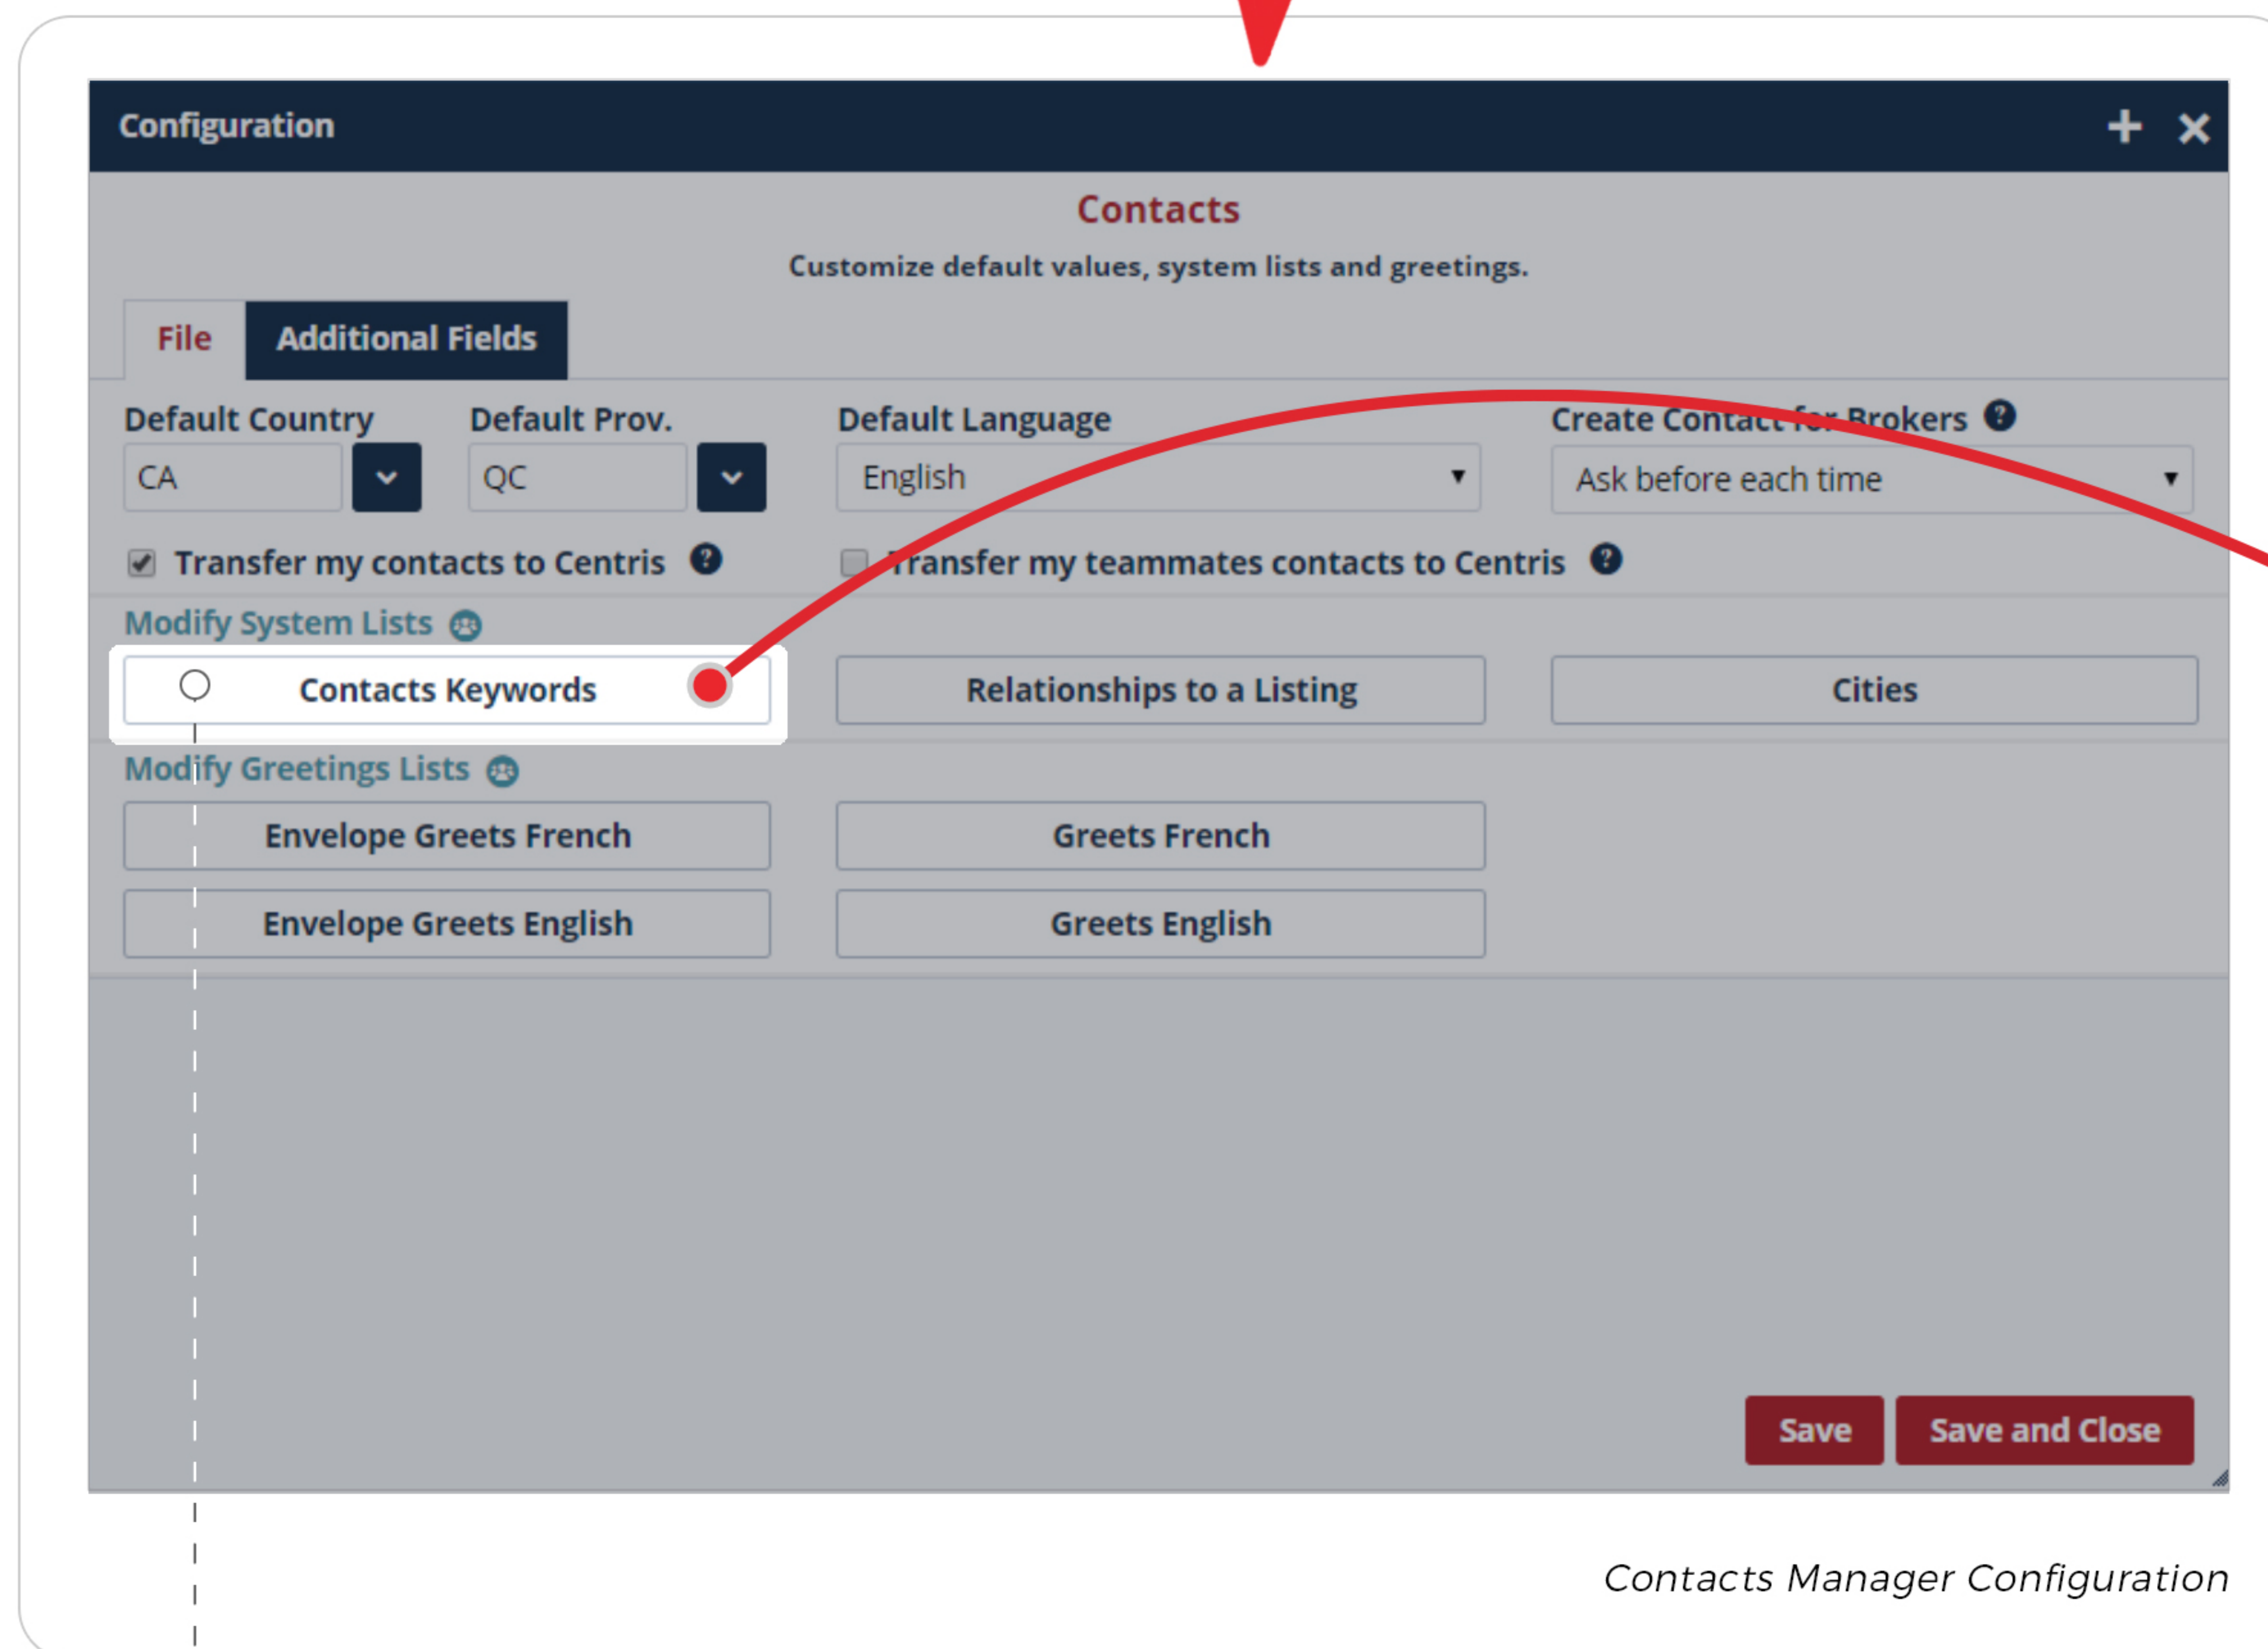 Configuration
Contacts
Customize default values, system lists and greetings.
File Additional Fields
Default Country Default Prov. Default Language Create Contact for Brokers ?
CA QC English Ask before each time
Transfer my contacts to Centris ? Transfer my teammates contacts to Centris ?
Modify System Lists
Contacts Keywords Relationships to a Listing Cities
Modify Greetings Lists
Envelope Greets French Greets French
Envelope Greets English Greets English
Save Save and Close
Contacts Manager Configuration